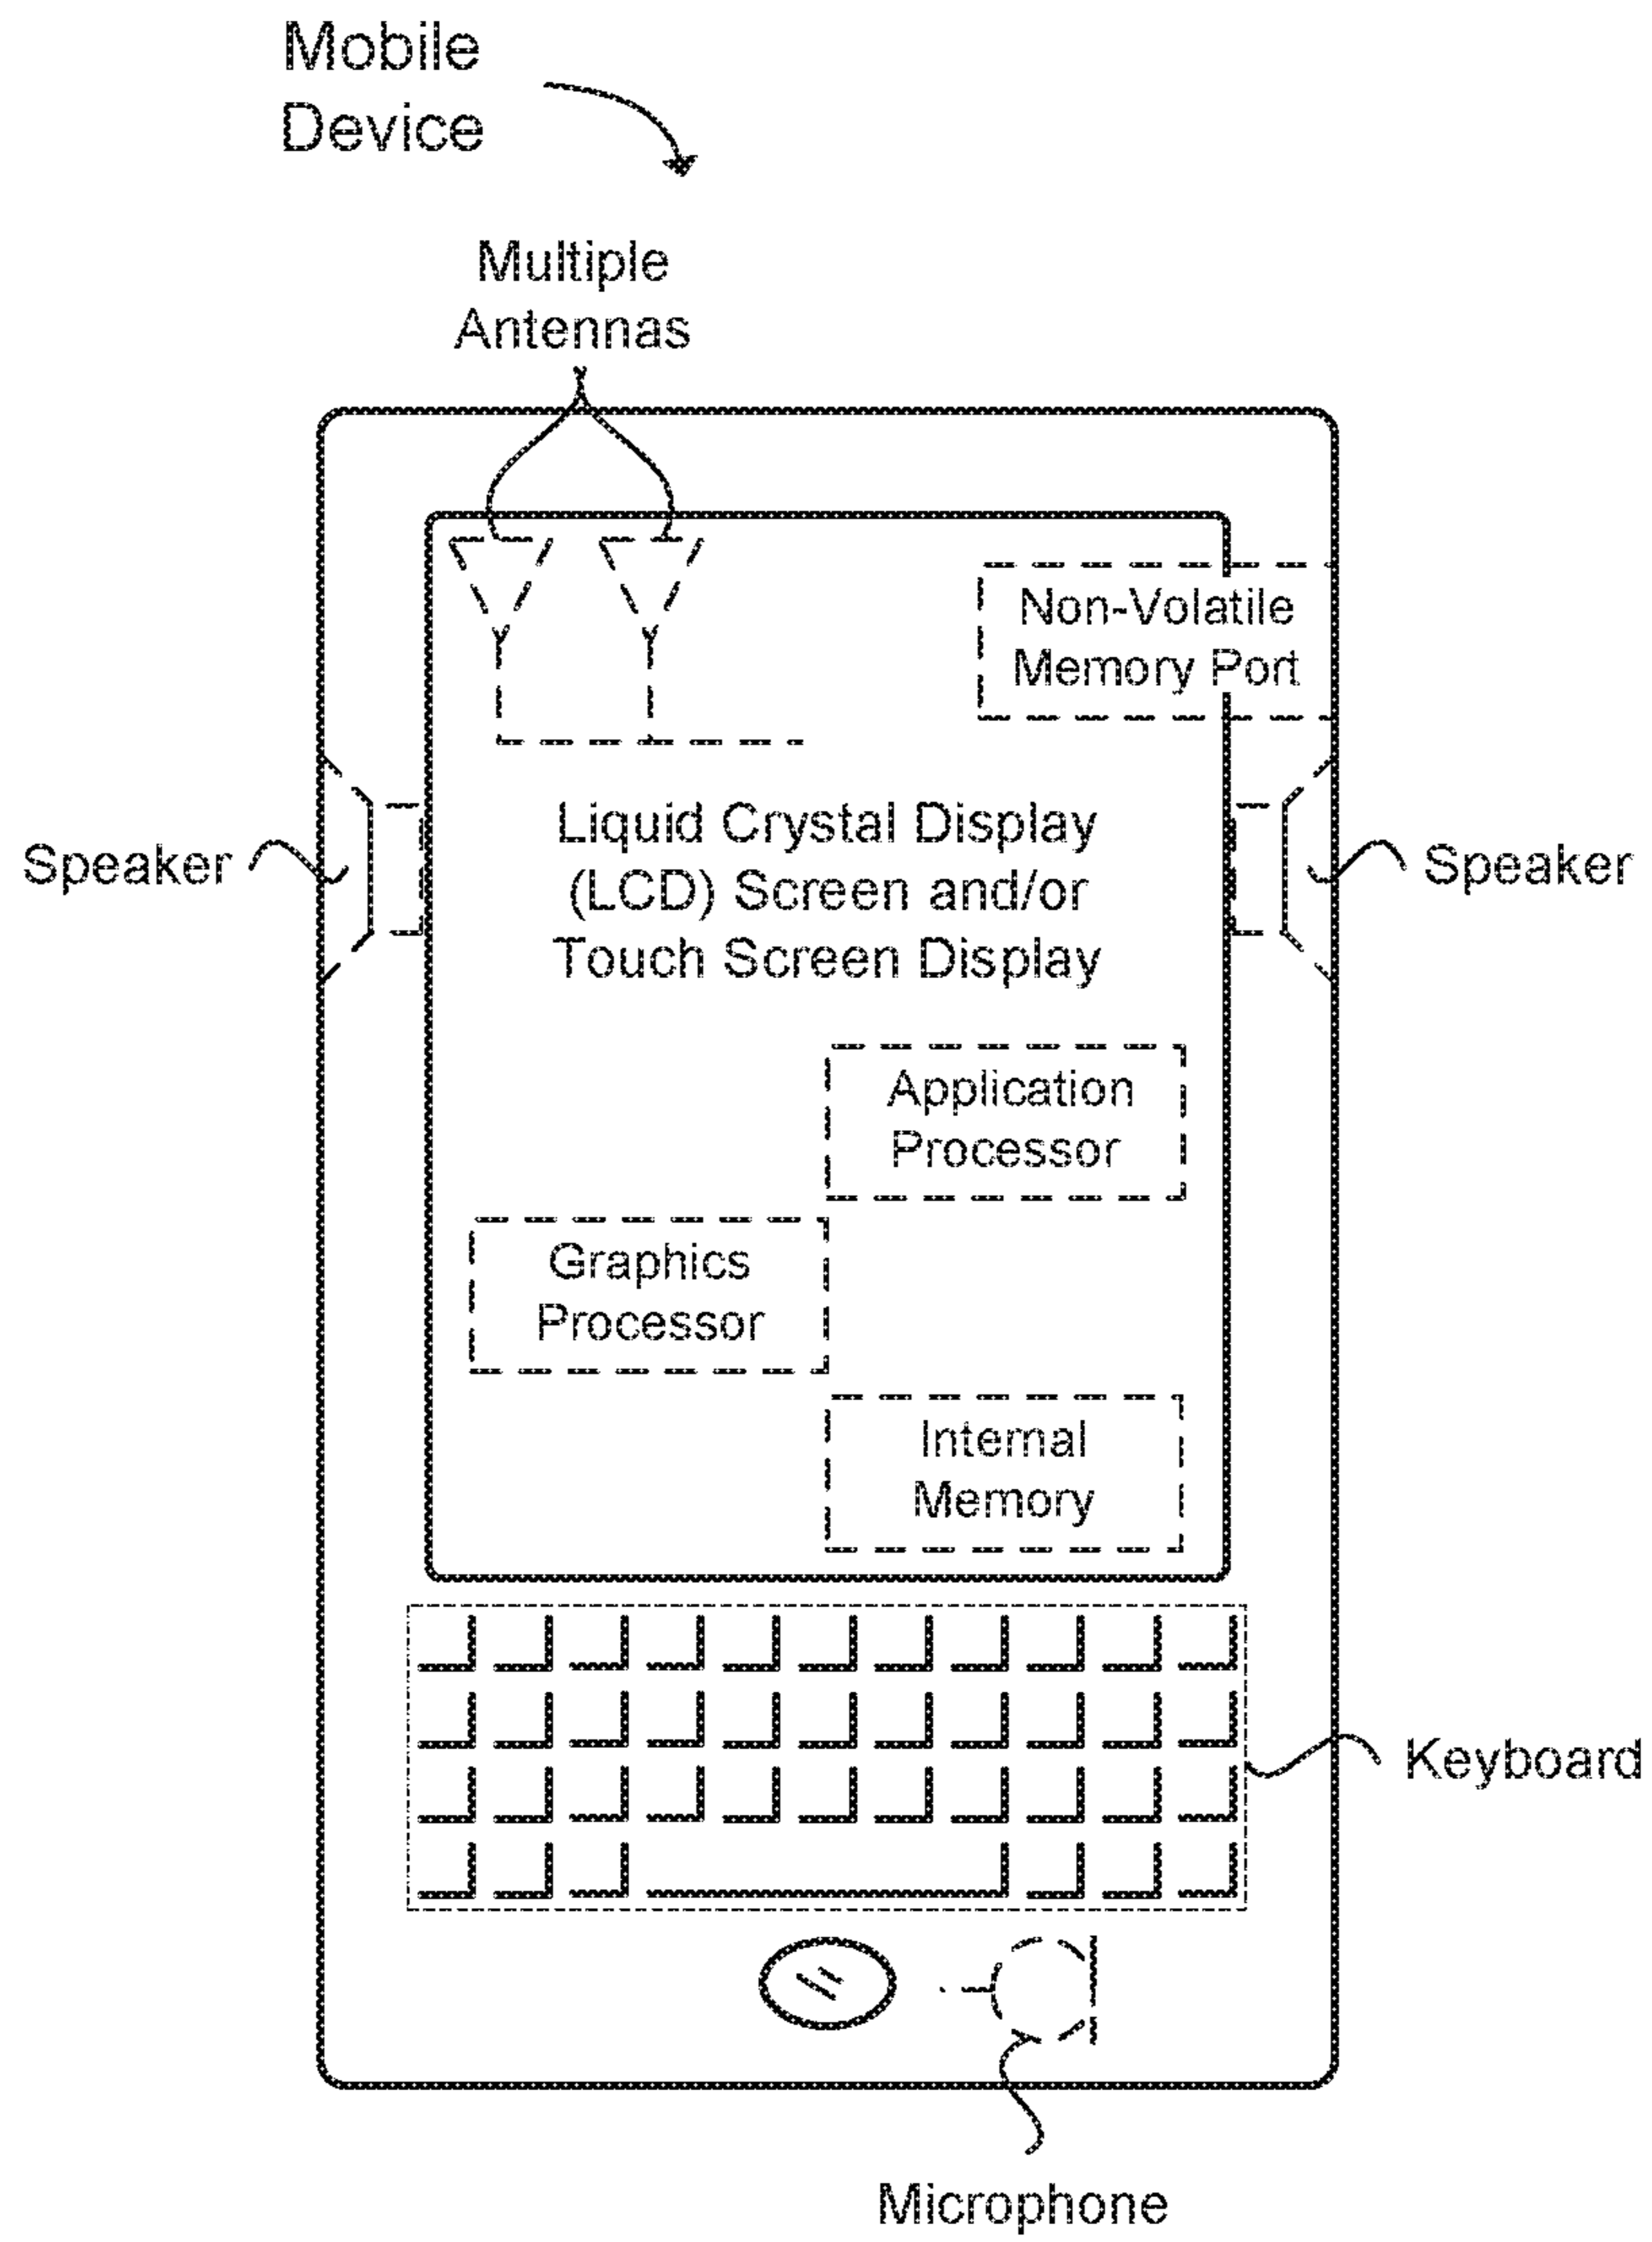 Mobile
Device
Multiple
Antennas
Non-Volatile
Memory Port
Liquid Crystal Display
(LCD) Screen and/or
Touch Screen Display
Speaker
Speaker
Application
Processor
Graphics
Processor
Internal
Memory
Keyboard
Microphone